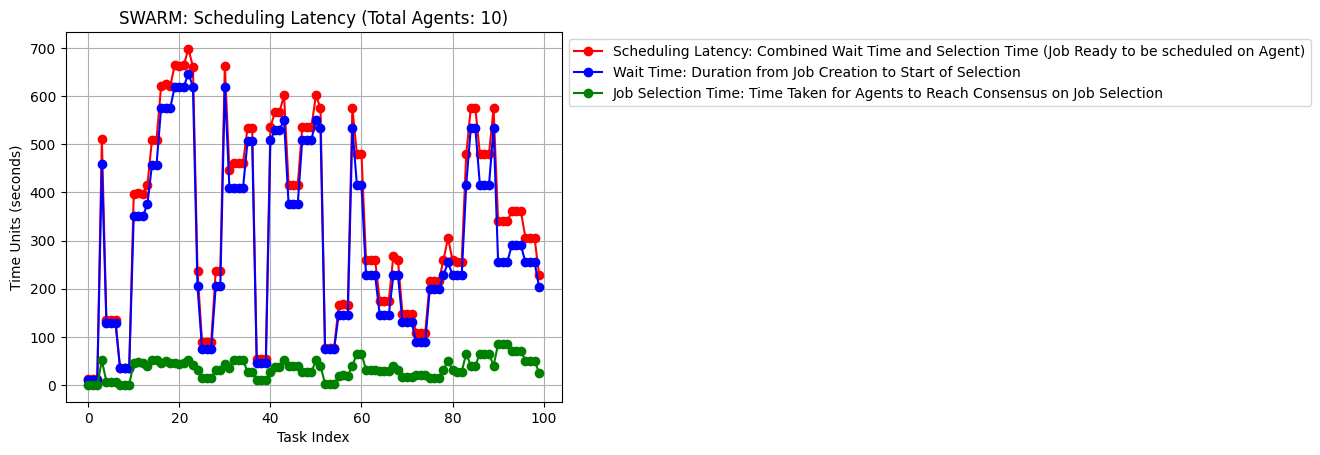 SWARM: Scheduling Latency (Total Agents: 10)
Scheduling Latency: Combined Wait Time and Selection Time (Job Ready to be scheduled on Agent)
Wait Time: Duration from Job Creation to Start of Selection
Job Selection Time: Time Taken for Agents to Reach Consensus on Job Selection
Time Units (seconds)
700
600
500
400
300
200
100
0
0 20 40 60 80 100
Task Index